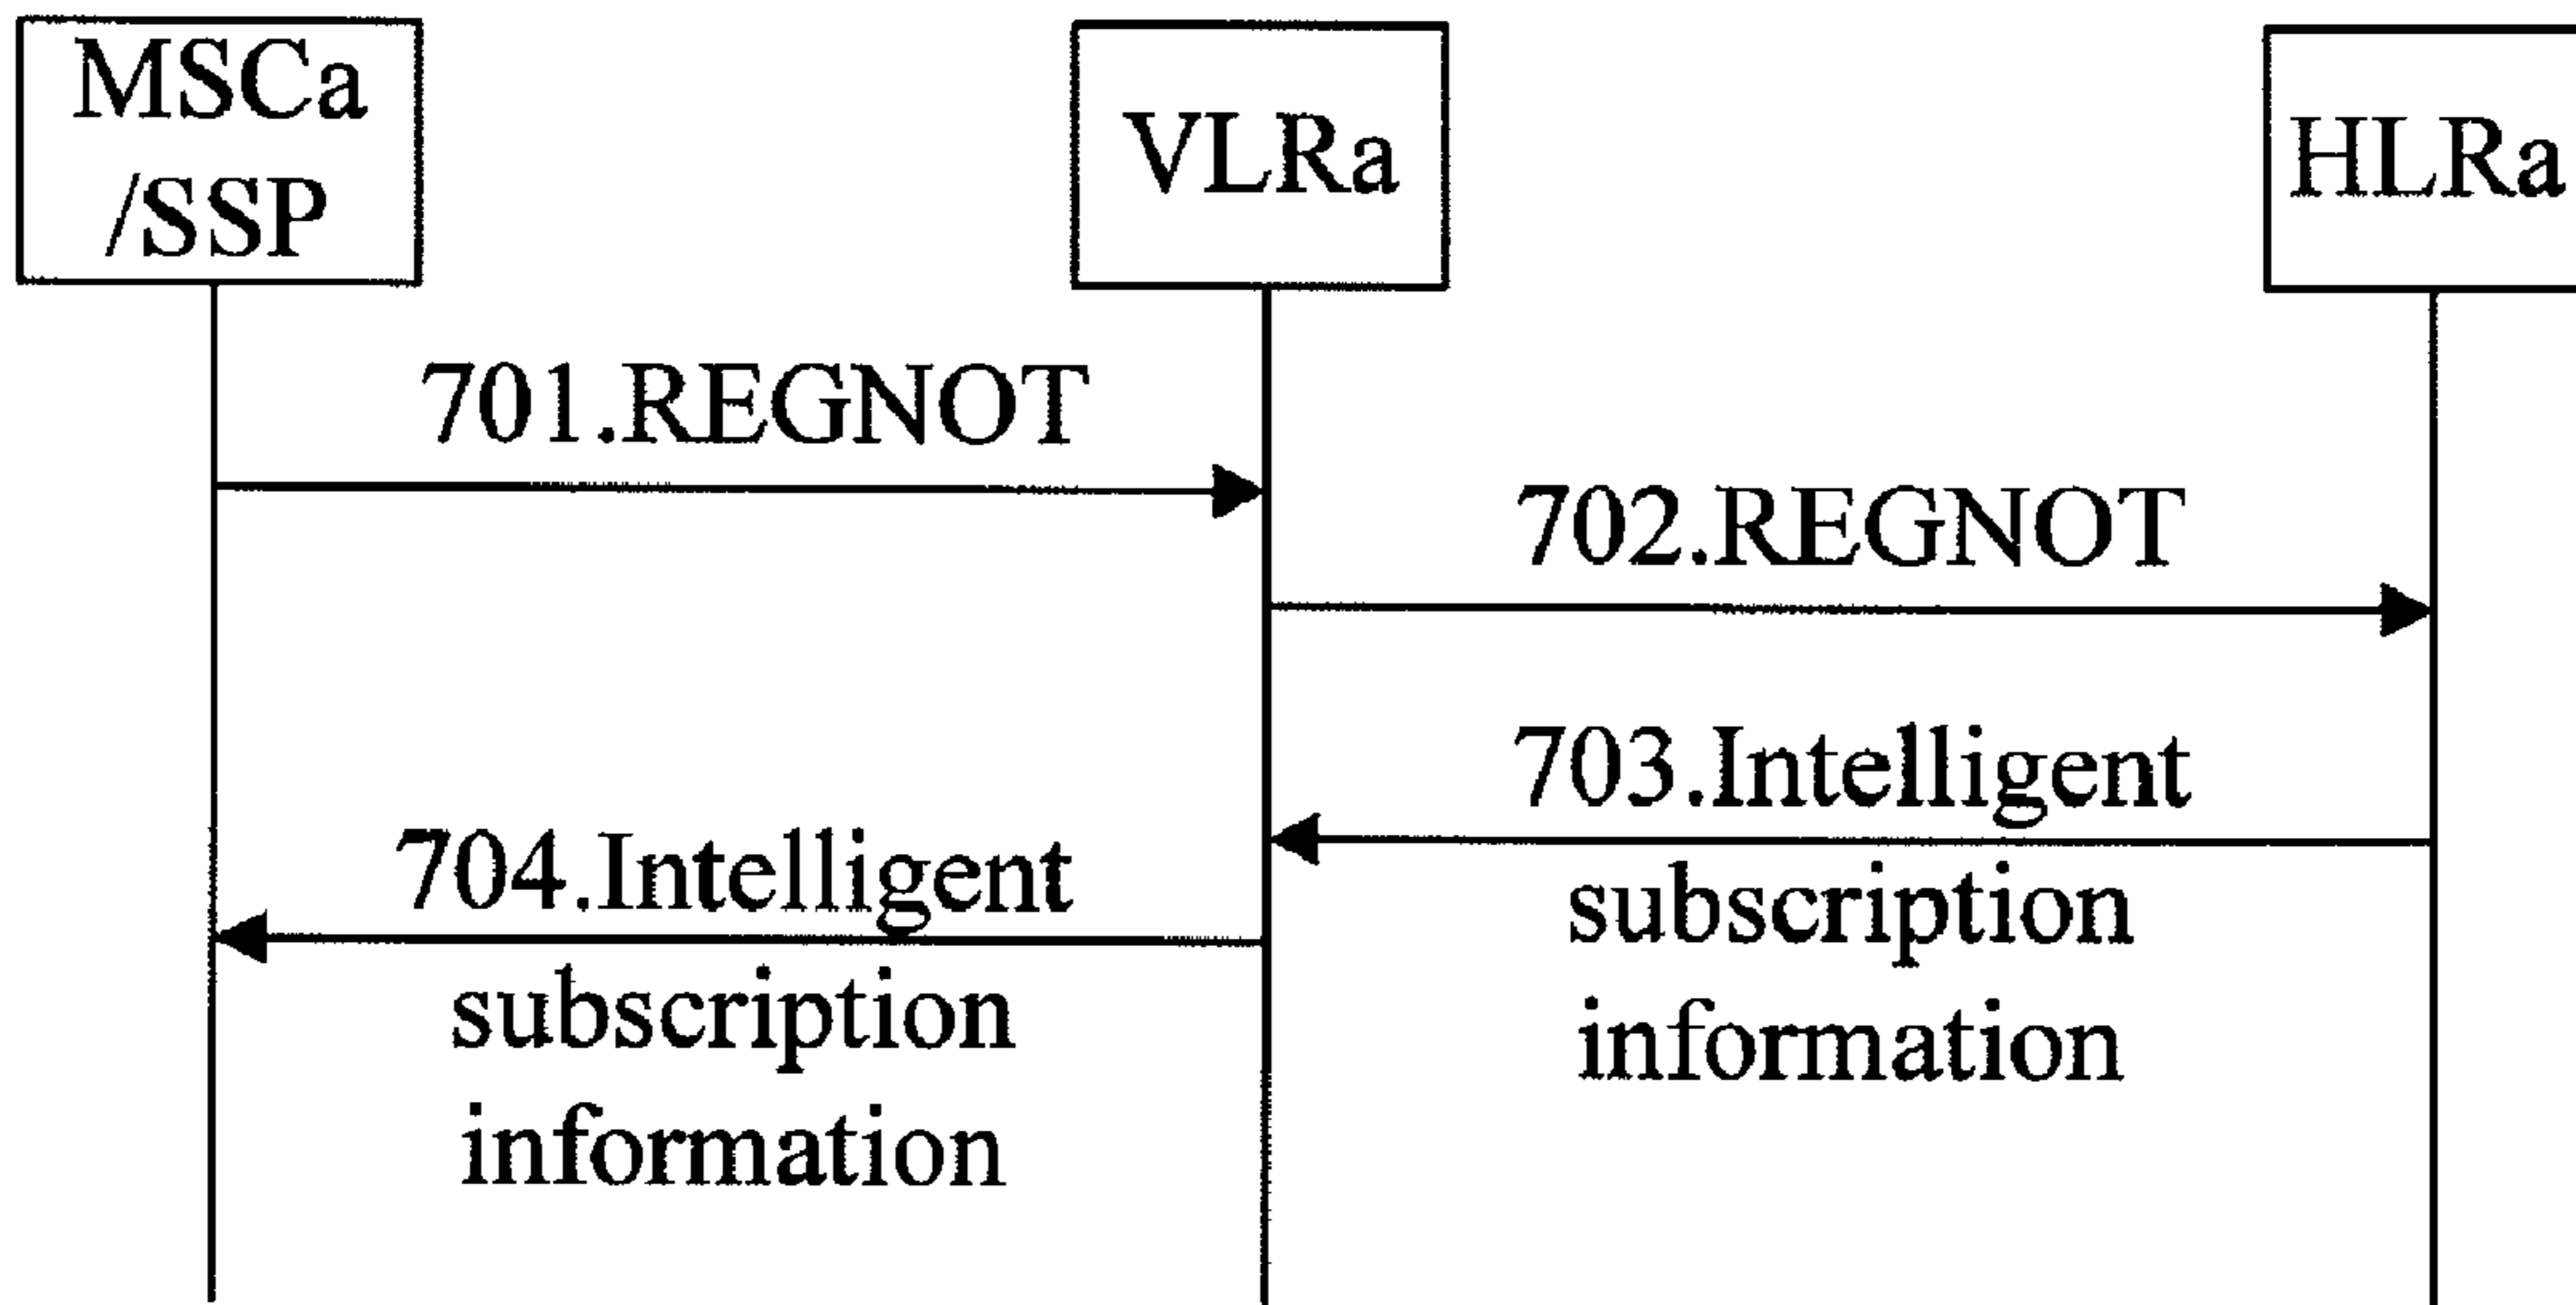 MSCa
/SSP
VLRa
HLRa
701.REGNOT
702.REGNOT
703.Intelligent
subscription
information
704.Intelligent
subscription
information